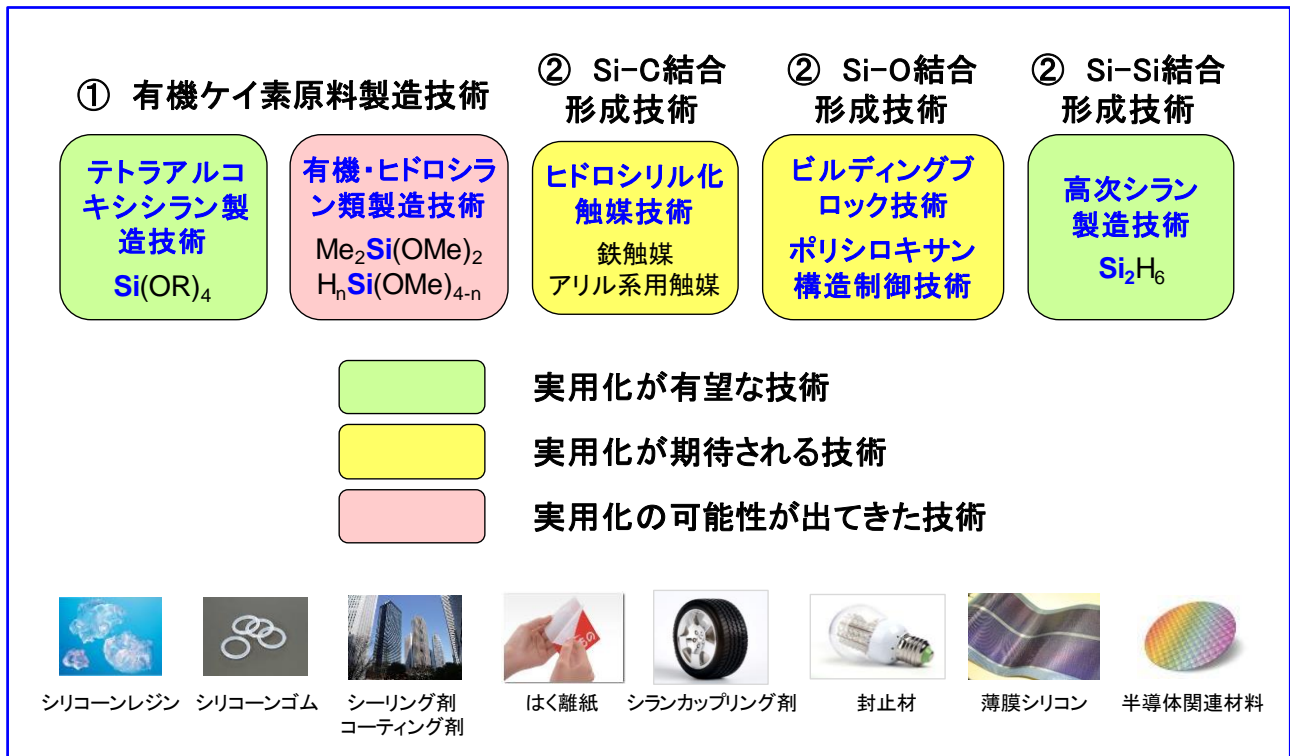 ① 有機ケイ素原料製造技術
② Si-C結合
形成技術
② Si-O結合
形成技術
② Si-Si結合
形成技術
テトラアルコ
キシシラン製
造技術
Si(OR)₄
有機・ヒドロシラ
ン類製造技術
Me₂Si(OMe)₂
HₙSi(OMe)₄₋ₙ
ヒドロシリル化
触媒技術
鉄触媒
アリル系用触媒
ビルディングブ
ロック技術
ポリシロキサン
構造制御技術
高次シラン
製造技術
Si₂H₆
実用化が有望な技術
実用化が期待される技術
実用化の可能性が出てきた技術
シリコーンレジン
シリコーンゴム
シーリング剤
コーティング剤
はく離紙
シランカップリング剤
封止材
薄膜シリコン
半導体関連材料